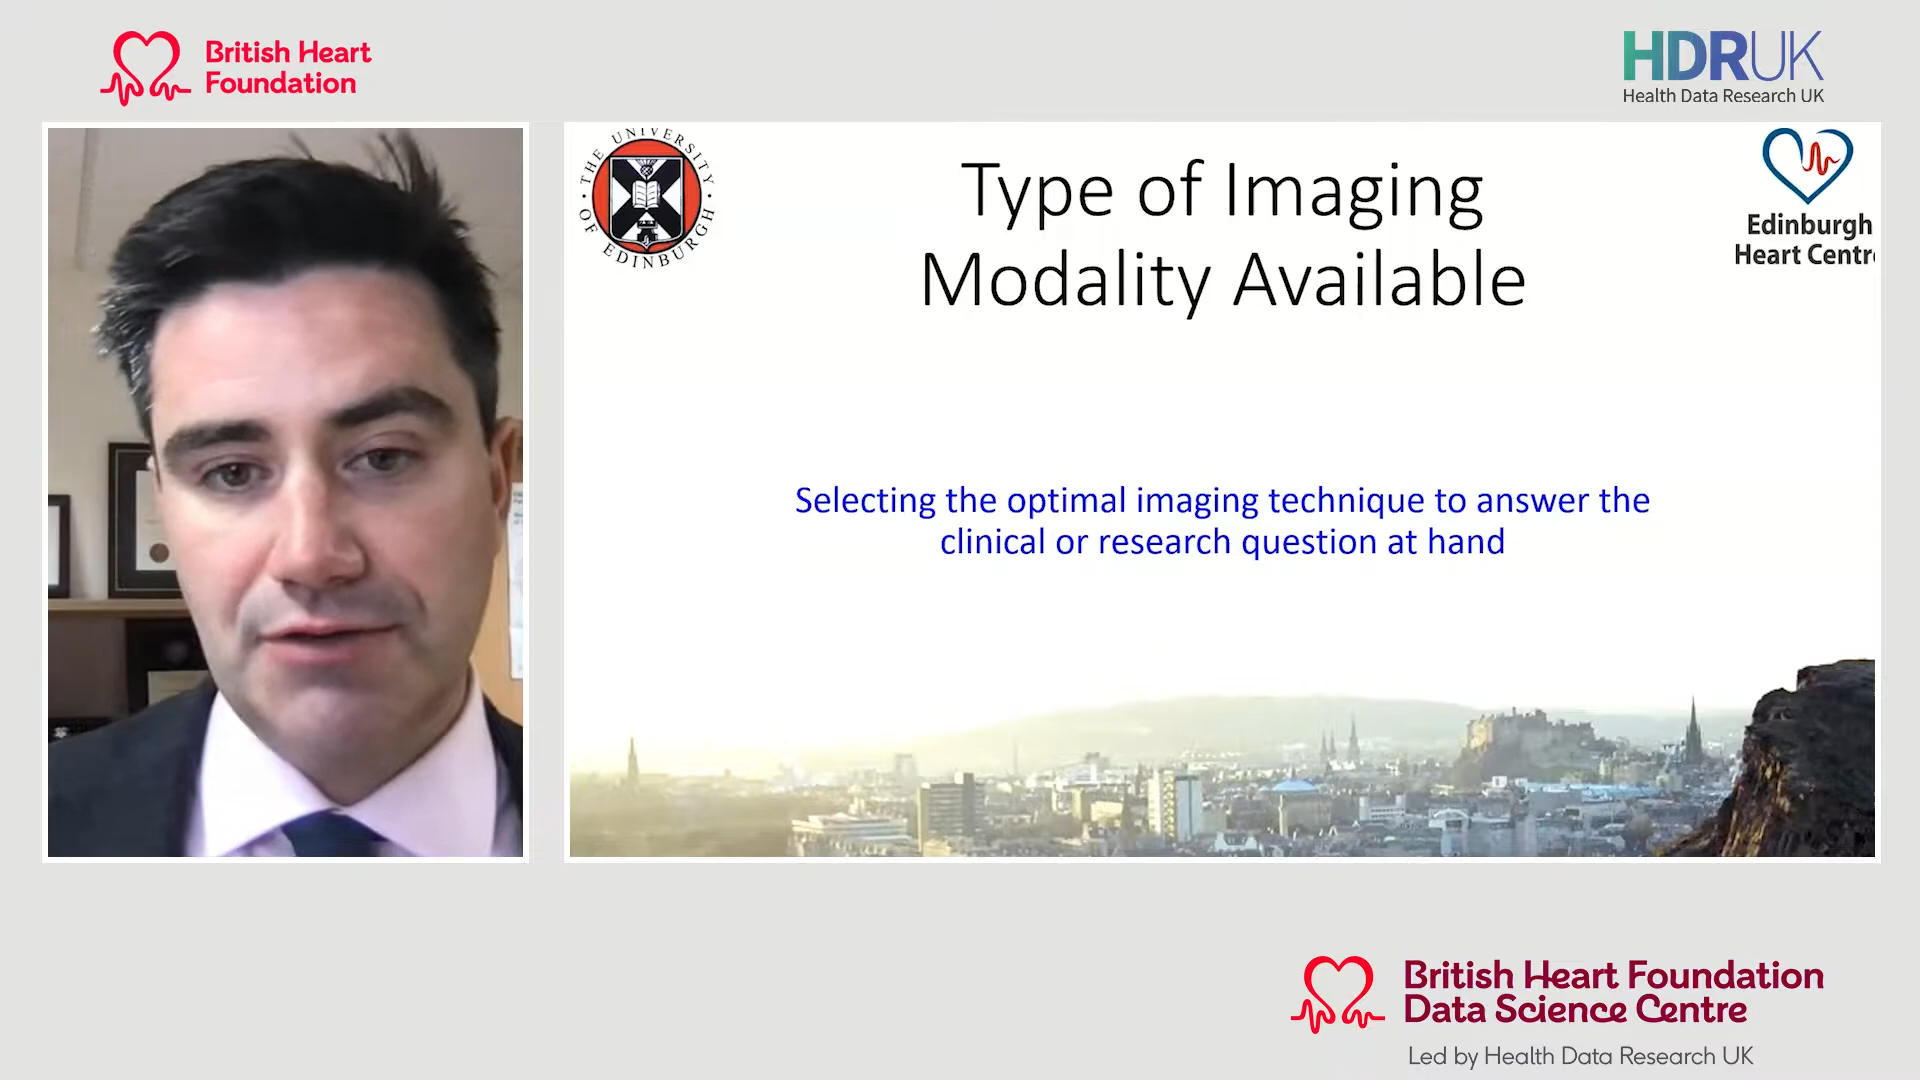 British Heart
Foundation
HDRUK
Health Data Research UK
THE UNIVERSITY
OF EDINBURGH
Type of Imaging
Modality Available
Edinburgh
Heart Centr
Selecting the optimal imaging technique to answer the
clinical or research question at hand
British Heart Foundation
Data Science Centre
Led by Health Data Research UK